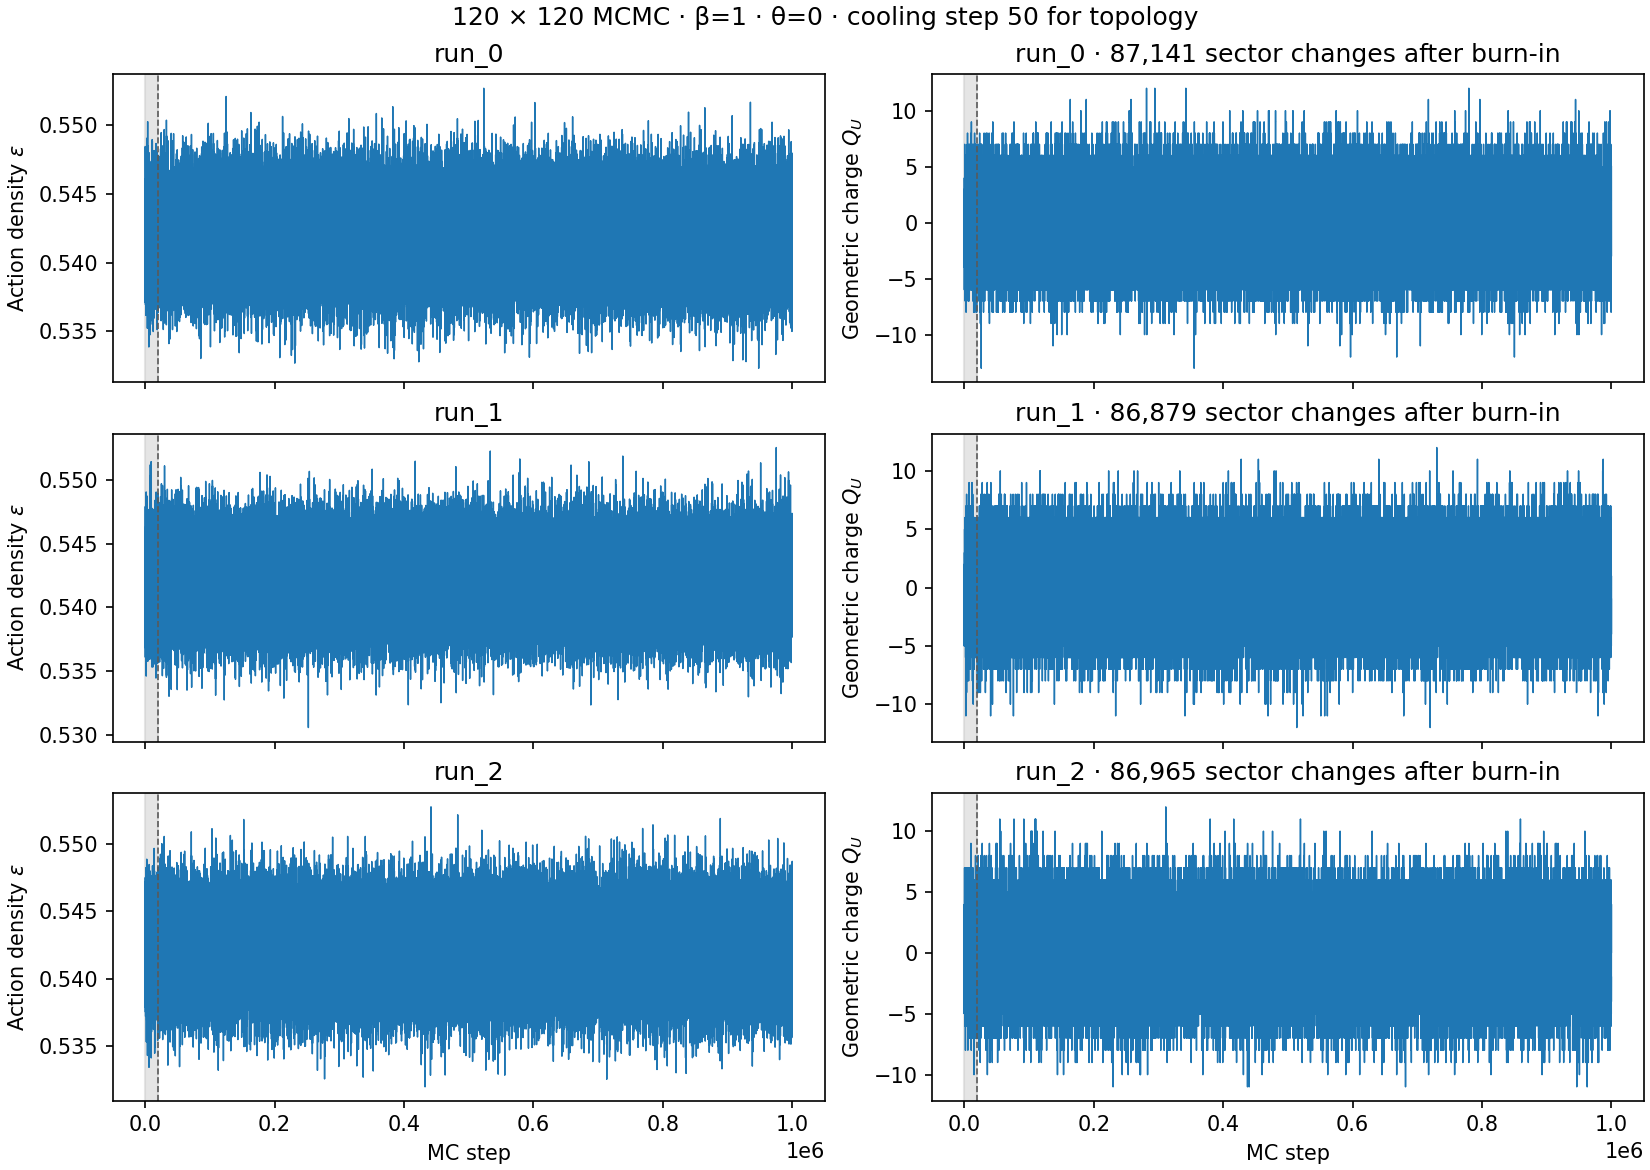 120 × 120 MCMC · β=1 · θ=0 · cooling step 50 for topology
run_0
Action density ε
0.550
0.545
0.540
0.535
run_0 · 87,141 sector changes after burn-in
Geometric charge Q_U
10
5
0
−5
−10
run_1
Action density ε
0.550
0.545
0.540
0.535
0.530
run_1 · 86,879 sector changes after burn-in
Geometric charge Q_U
10
5
0
−5
−10
run_2
Action density ε
0.550
0.545
0.540
0.535
0.0 0.2 0.4 0.6 0.8 1.0
1e6
MC step
run_2 · 86,965 sector changes after burn-in
Geometric charge Q_U
10
5
0
−5
−10
0.0 0.2 0.4 0.6 0.8 1.0
1e6
MC step